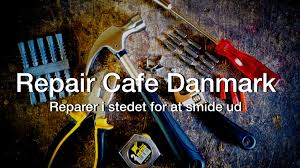 Repair Cafe Danmark
Reparer i stedet for at smide ud